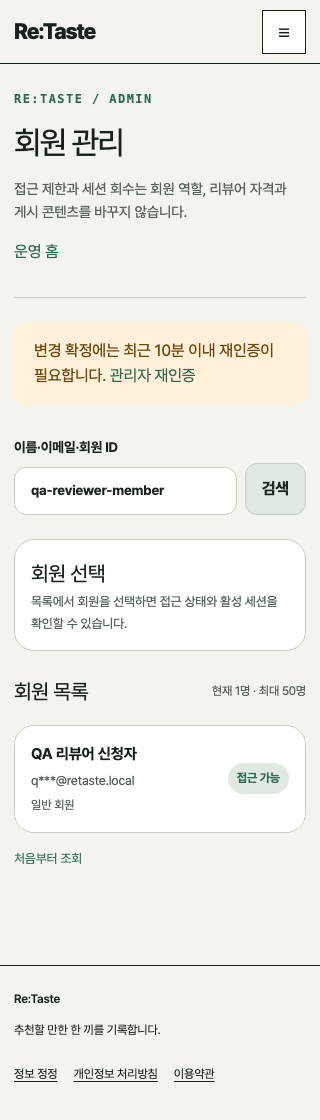 Re:Taste
≡
RE:TASTE / ADMIN
회원 관리
접근 제한과 세션 회수는 회원 역할, 리뷰어 자격과
게시 콘텐츠를 바꾸지 않습니다.
운영 홈
변경 확정에는 최근 10분 이내 재인증이
필요합니다. 관리자 재인증
이름·이메일·회원 ID
qa-reviewer-member
검색
회원 선택
목록에서 회원을 선택하면 접근 상태와 활성 세션을
확인할 수 있습니다.
회원 목록
현재 1명 · 최대 50명
QA 리뷰어 신청자
q***@retaste.local
접근 가능
일반 회원
처음부터 조회
Re:Taste
추천할 만한 한 끼를 기록합니다.
정보 정정 개인정보 처리방침 이용약관